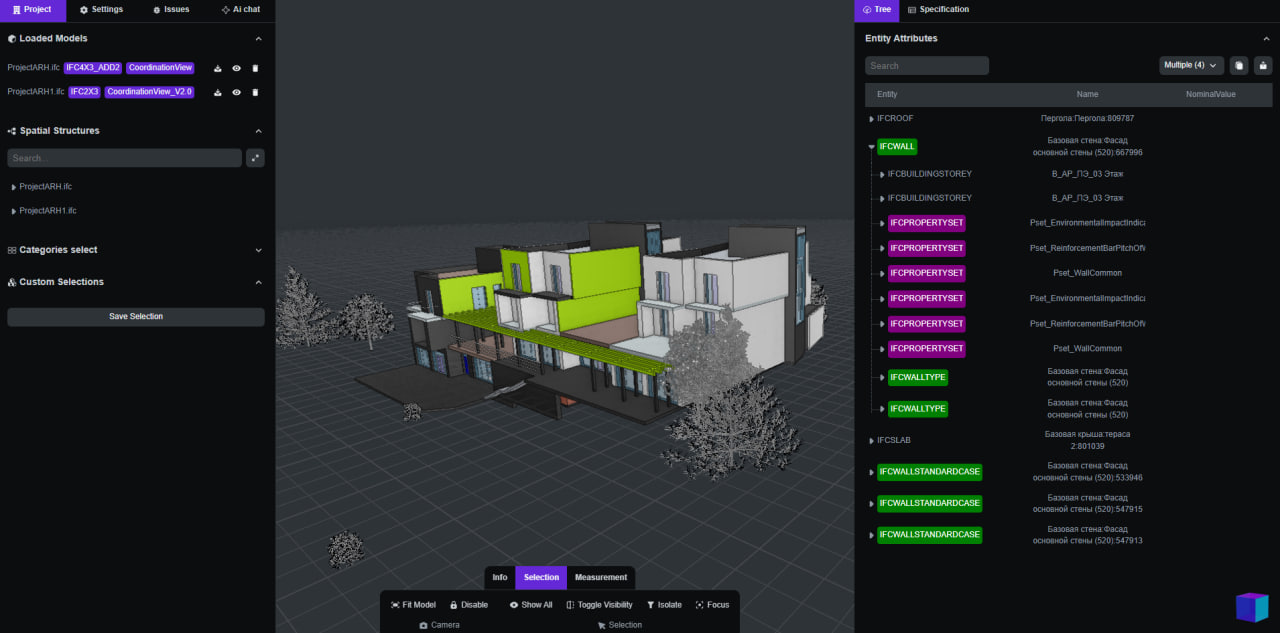 Project Settings Issues Ai chat
Loaded Models
ProjectARH.ifc IFC4X3_ADD2 CoordinationView
ProjectARH1.ifc IFC2X3 CoordinationView_V2.0
Spatial Structures
Search...
ProjectARH.ifc
ProjectARH1.ifc
Categories select
Custom Selections
Save Selection
Info Selection Measurement
Fit Model Disable Show All Toggle Visibility Isolate Focus
Camera Selection
Tree Specification
Entity Attributes
Search Multiple (4)
Entity Name NominalValue
IFCROOF Пергола:Пергола:809787
IFCWALL Базовая стена:Фасад
основной стены (520):667996
IFCBUILDINGSTOREY В_АР_ПЭ_03 Этаж
IFCBUILDINGSTOREY В_АР_ПЭ_03 Этаж
IFCPROPERTYSET Pset_EnvironmentalImpactIndica
IFCPROPERTYSET Pset_ReinforcementBarPitchOfW
IFCPROPERTYSET Pset_WallCommon
IFCPROPERTYSET Pset_EnvironmentalImpactIndica
IFCPROPERTYSET Pset_ReinforcementBarPitchOfW
IFCPROPERTYSET Pset_WallCommon
IFCWALLTYPE Базовая стена:Фасад
основной стены (520)
IFCWALLTYPE Базовая стена:Фасад
основной стены (520)
IFCSLAB Базовая крыша:тераса
2:801039
IFCWALLSTANDARDCASE Базовая стена:Фасад
основной стены (520):533946
IFCWALLSTANDARDCASE Базовая стена:Фасад
основной стены (520):547915
IFCWALLSTANDARDCASE Базовая стена:Фасад
основной стены (520):547913